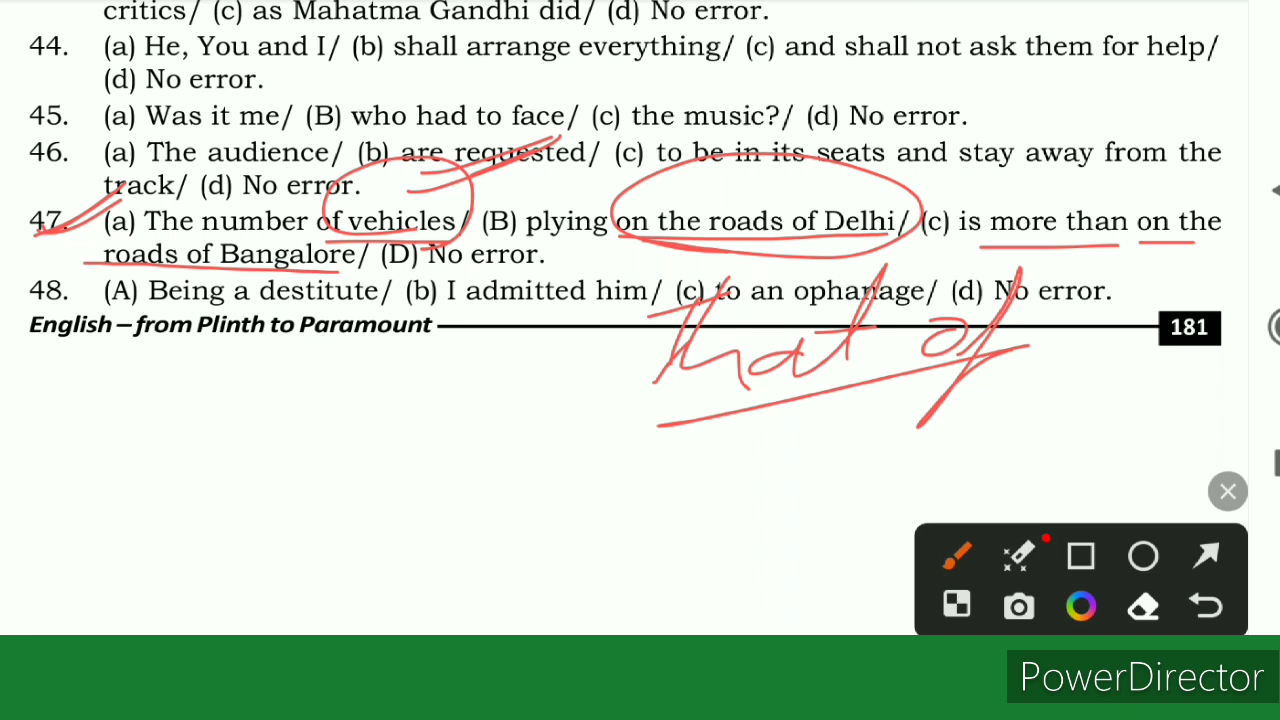 critics/ (c) as Mahatma Gandhi did/ (d) No error.
44. (a) He, You and I/ (b) shall arrange everything/ (c) and shall not ask them for help/
(d) No error.
45. (a) Was it me/ (B) who had to face/ (c) the music?/ (d) No error.
46. (a) The audience/ (b) are requested/ (c) to be in its seats and stay away from the
track/ (d) No error.
47. (a) The number of vehicles/ (B) plying on the roads of Delhi/ (c) is more than on the
roads of Bangalore/ (D) No error.
48. (A) Being a destitute/ (b) I admitted him/ (c) to an ophanage/ (d) No error.
English – from Plinth to Paramount 181
that of
PowerDirector